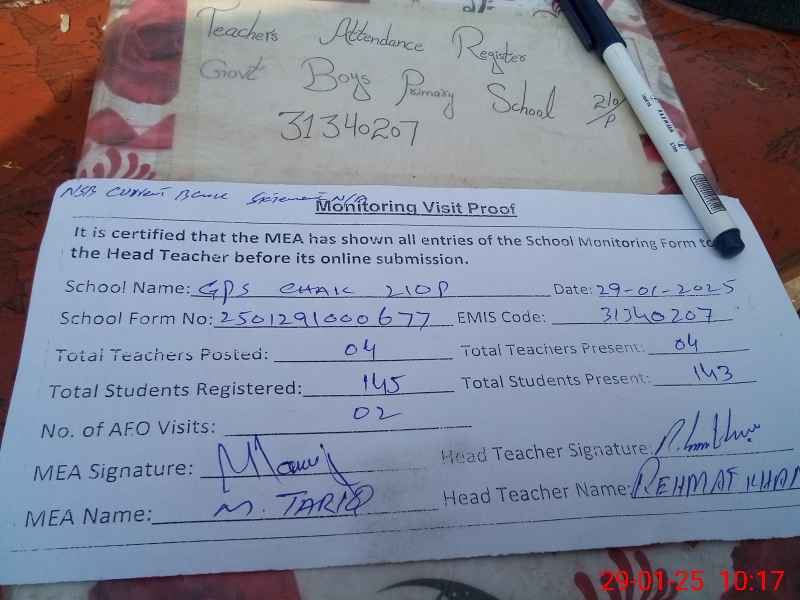 Teachers Attendance Register
Govt Boys Primary School 210/P
31340207
Monitoring Visit Proof
It is certified that the MEA has shown all entries of the School Monitoring Form to
the Head Teacher before its online submission.
School Name: GPS CHAK 210P Date: 29-01-2025
School Form No: 2501291000677 EMIS Code: 31340207
Total Teachers Posted: 04 Total Teachers Present: 04
Total Students Registered: 145 Total Students Present: 143
No. of AFO Visits: 02
MEA Signature: Head Teacher Signature:
MEA Name: M. TARIQ Head Teacher Name: REHMAT KHAN
29-01-25 10:17